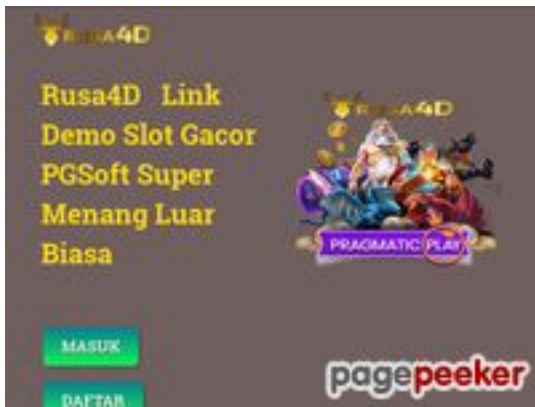 RUSA4D
Rusa4D Link
Demo Slot Gacor
PGSoft Super
Menang Luar
Biasa
RUSA4D
PRAGMATIC PLAY
MASUK
DAFTAR
pagepeeker